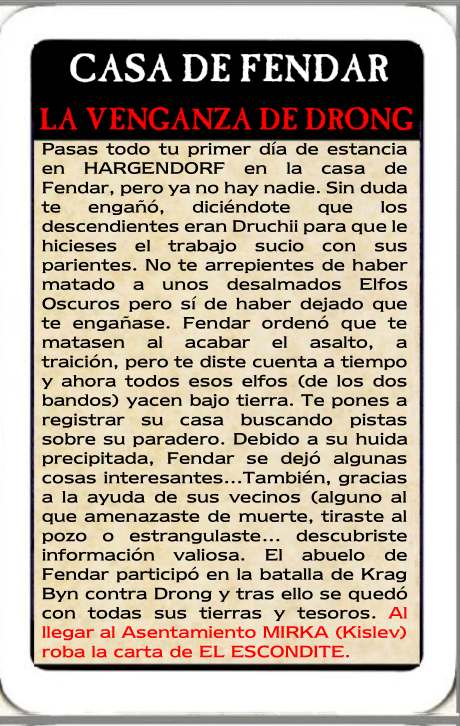 CASA DE FENDAR
LA VENGANZA DE DRONG
Pasas todo tu primer día de estancia
en HARGENDORF en la casa de
Fendar, pero ya no hay nadie. Sin duda
te engañó, diciéndote que los
descendientes eran Druchii para que le
hicieses el trabajo sucio con sus
parientes. No te arrepientes de haber
matado a unos desalmados Elfos
Oscuros pero sí de haber dejado que
te engañase. Fendar ordenó que te
matasen al acabar el asalto, a
traición, pero te diste cuenta a tiempo
y ahora todos esos elfos (de los dos
bandos) yacen bajo tierra. Te pones a
registrar su casa buscando pistas
sobre su paradero. Debido a su huida
precipitada, Fendar se dejó algunas
cosas interesantes...También, gracias
a la ayuda de sus vecinos (alguno al
que amenazaste de muerte, tiraste al
pozo o estrangulaste... descubriste
información valiosa. El abuelo de
Fendar participó en la batalla de Krag
Byn contra Drong y tras ello se quedó
con todas sus tierras y tesoros. Al
llegar al Asentamiento MIRKA (Kislev)
roba la carta de EL ESCONDITE.